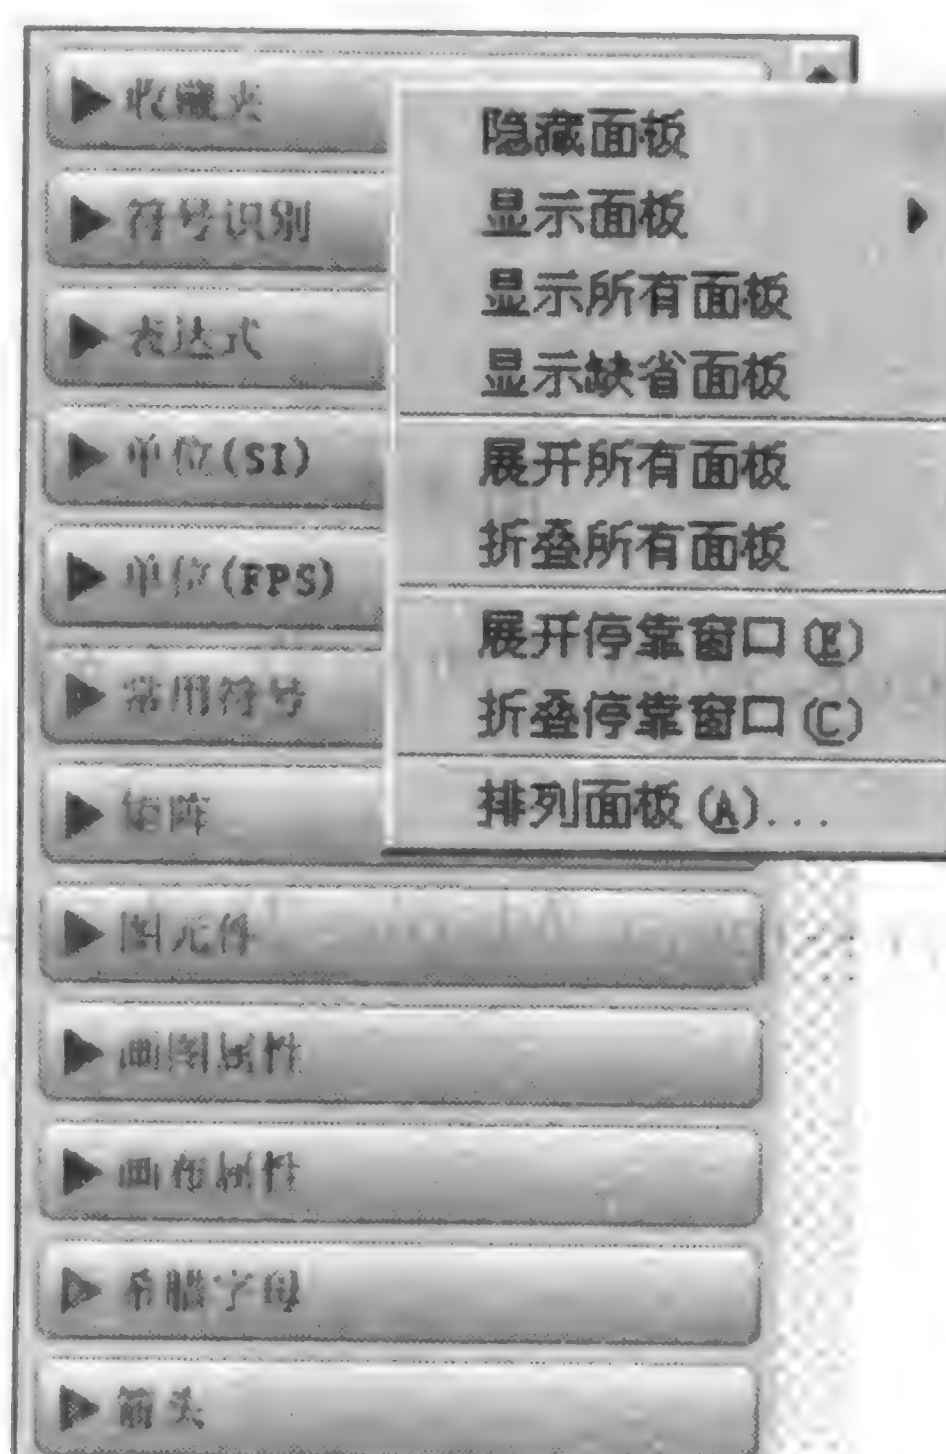 收藏夹
符号识别
表达式
单位(SI)
单位(FPS)
常用符号
矩阵
图元件
画图属性
画布属性
希腊字母
箭头
隐藏面板
显示面板
显示所有面板
显示缺省面板
展开所有面板
折叠所有面板
展开停靠窗口(E)
折叠停靠窗口(C)
排列面板(A)...